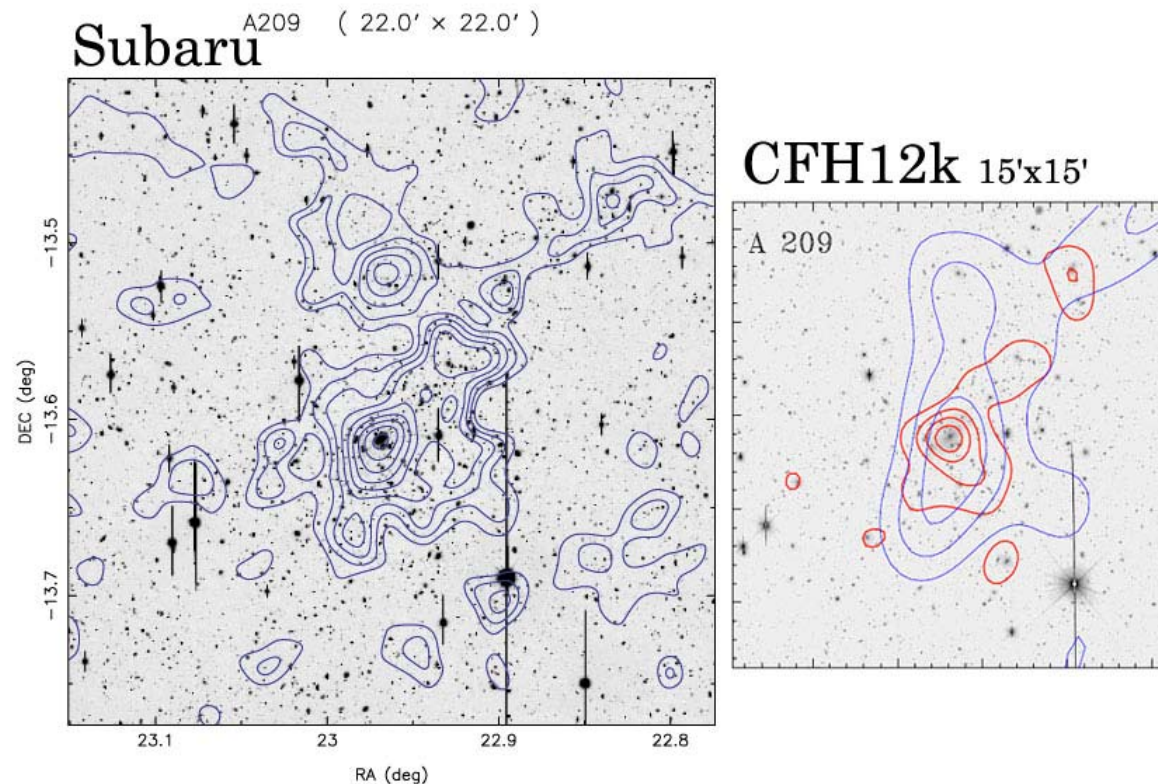 A209 ( 22.0' × 22.0' )
Subaru
CFH12k 15'x15'
A 209
−13.5
−13.6
−13.7
DEC (deg)
23.1 23 22.9 22.8
RA (deg)